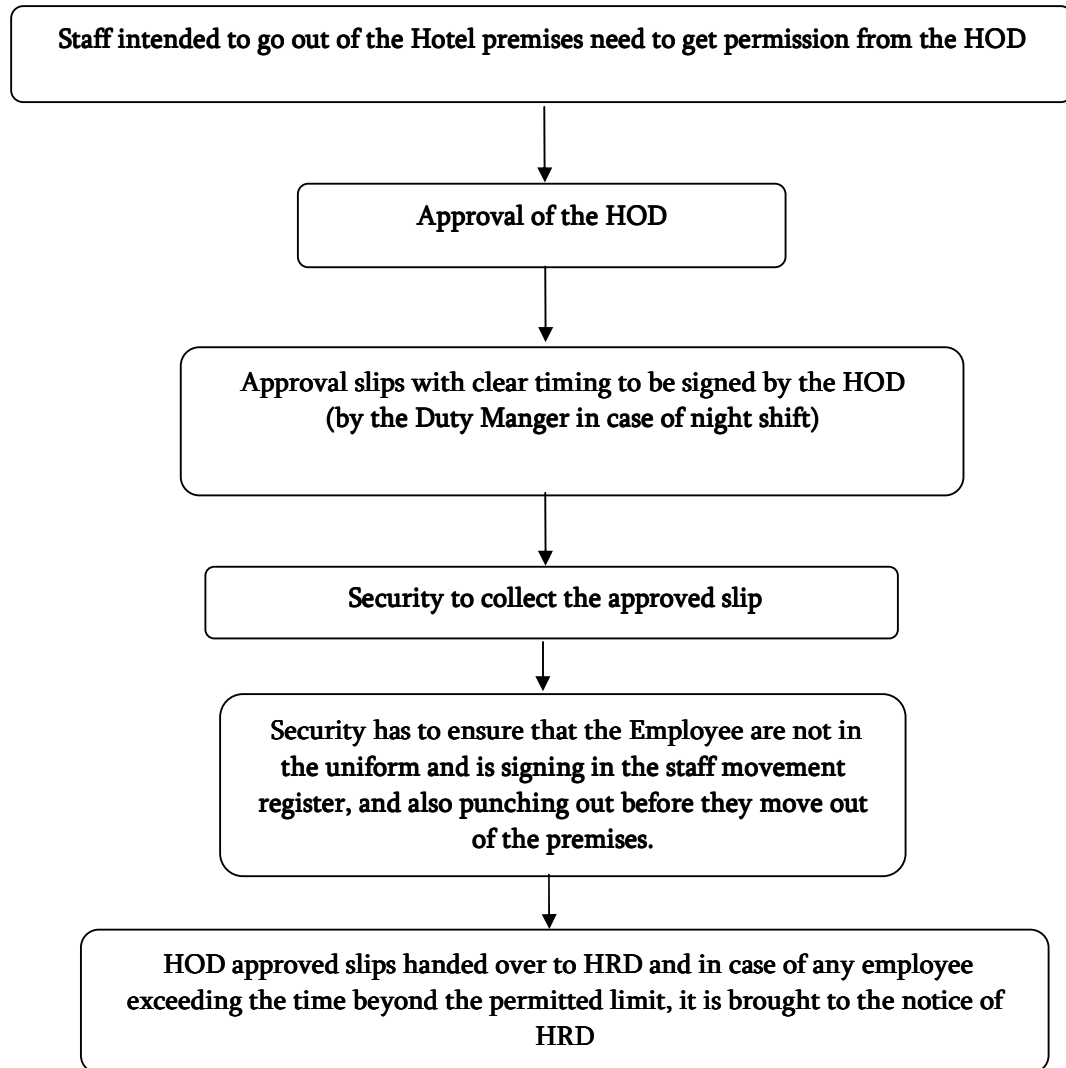 Staff intended to go out of the Hotel premises need to get permission from the HOD
Approval of the HOD
Approval slips with clear timing to be signed by the HOD
(by the Duty Manger in case of night shift)
Security to collect the approved slip
Security has to ensure that the Employee are not in
the uniform and is signing in the staff movement
register, and also punching out before they move out
of the premises.
HOD approved slips handed over to HRD and in case of any employee
exceeding the time beyond the permitted limit, it is brought to the notice of
HRD